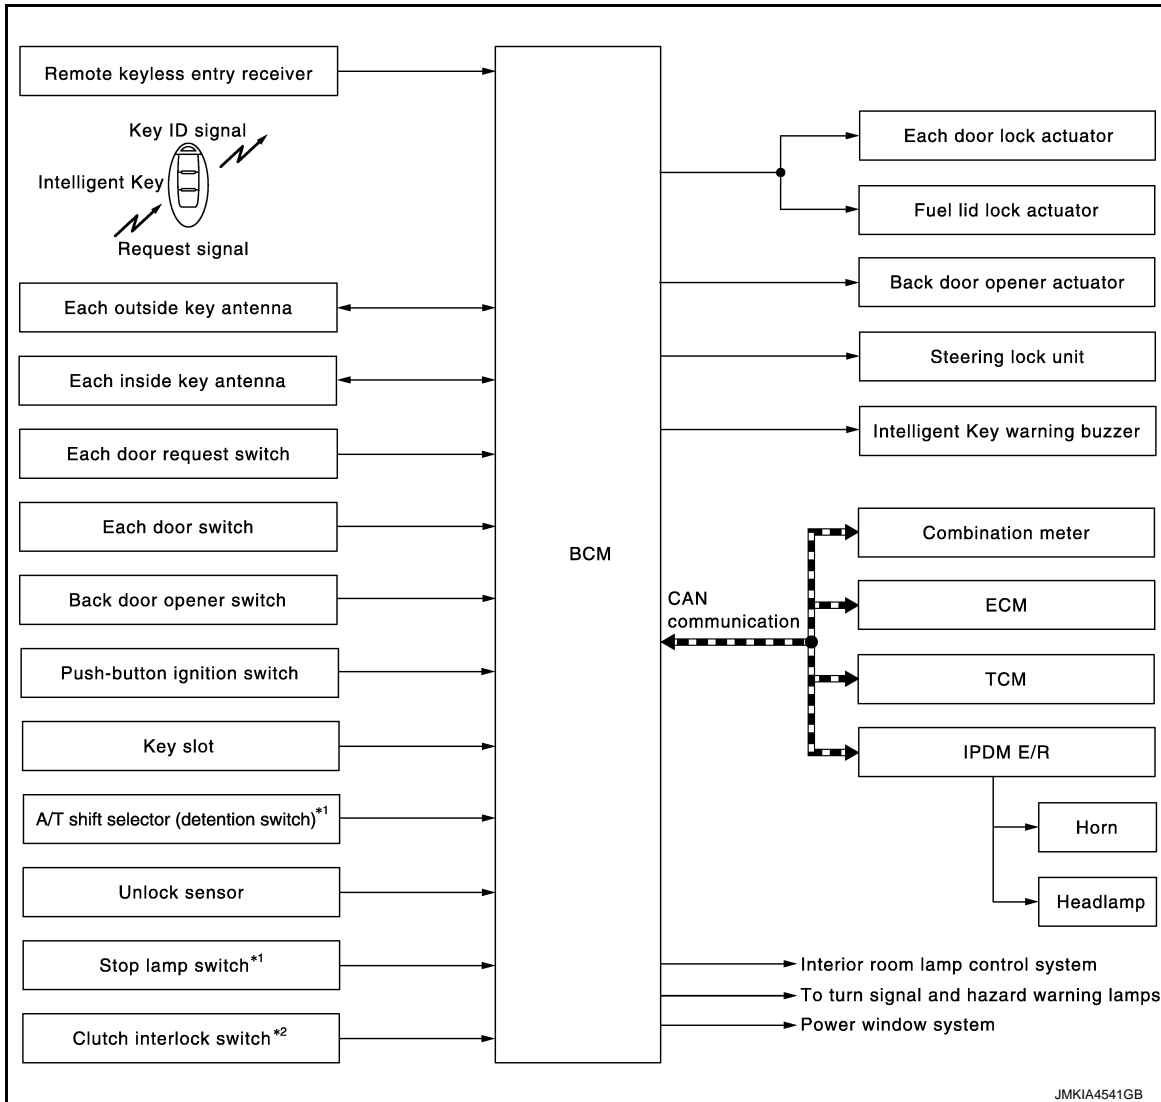 Remote keyless entry receiver
Key ID signal
Intelligent Key
Request signal
Each outside key antenna
Each inside key antenna
Each door request switch
Each door switch
Back door opener switch
Push-button ignition switch
Key slot
A/T shift selector (detention switch)*1
Unlock sensor
Stop lamp switch*1
Clutch interlock switch*2
BCM
Each door lock actuator
Fuel lid lock actuator
Back door opener actuator
Steering lock unit
Intelligent Key warning buzzer
CAN
communication
Combination meter
ECM
TCM
IPDM E/R
Horn
Headlamp
Interior room lamp control system
To turn signal and hazard warning lamps
Power window system
JMKIA4541GB